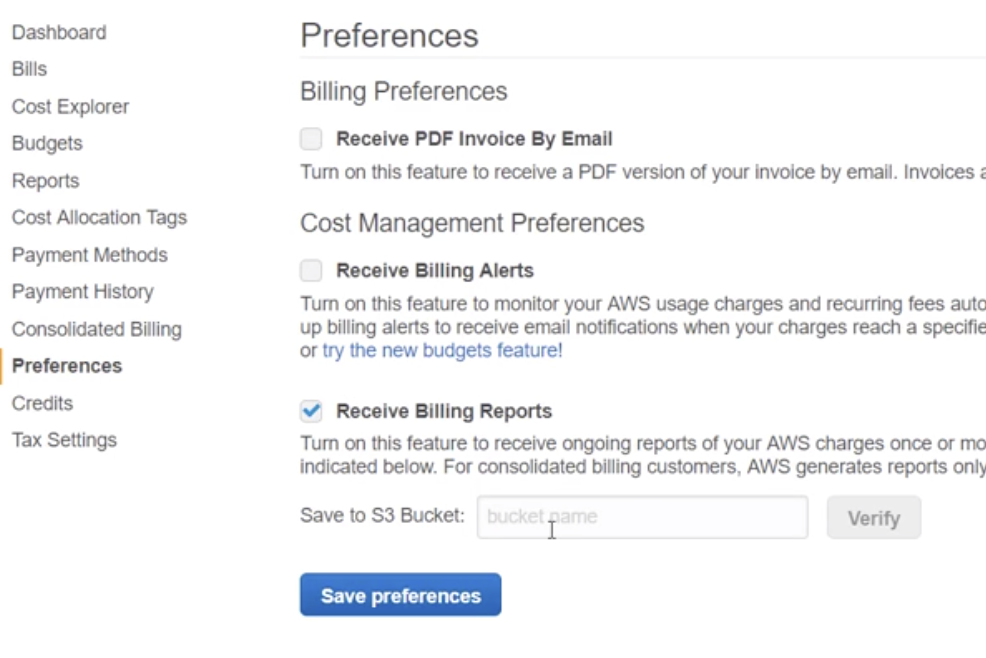 Dashboard
Bills
Cost Explorer
Budgets
Reports
Cost Allocation Tags
Payment Methods
Payment History
Consolidated Billing
Preferences
Credits
Tax Settings
Preferences
Billing Preferences
Receive PDF Invoice By Email
Turn on this feature to receive a PDF version of your invoice by email. Invoices a
Cost Management Preferences
Receive Billing Alerts
Turn on this feature to monitor your AWS usage charges and recurring fees auto
up billing alerts to receive email notifications when your charges reach a specifie
or try the new budgets feature!
Receive Billing Reports
Turn on this feature to receive ongoing reports of your AWS charges once or mo
indicated below. For consolidated billing customers, AWS generates reports only
Save to S3 Bucket: bucket name Verify
Save preferences